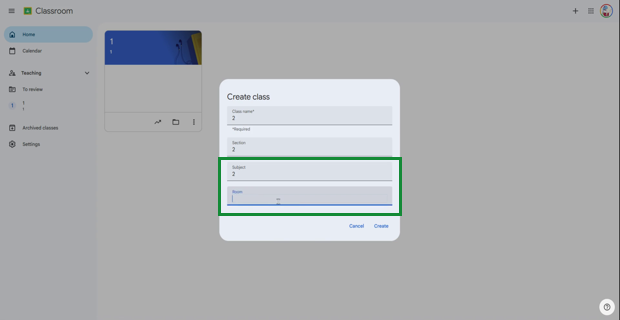 Classroom
Home
Calendar
Teaching
To review
1
1
1
Archived classes
Settings
1
1
Create class
Class name*
2
*Required
Section
2
Subject
2
Room
Cancel
Create